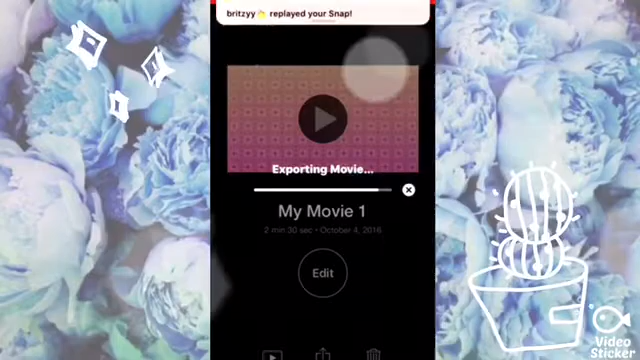 britzyy👌 replayed your Snap!
Exporting Movie...
My Movie 1
2 min 30 sec • October 4, 2016
Edit
Video
Sticker